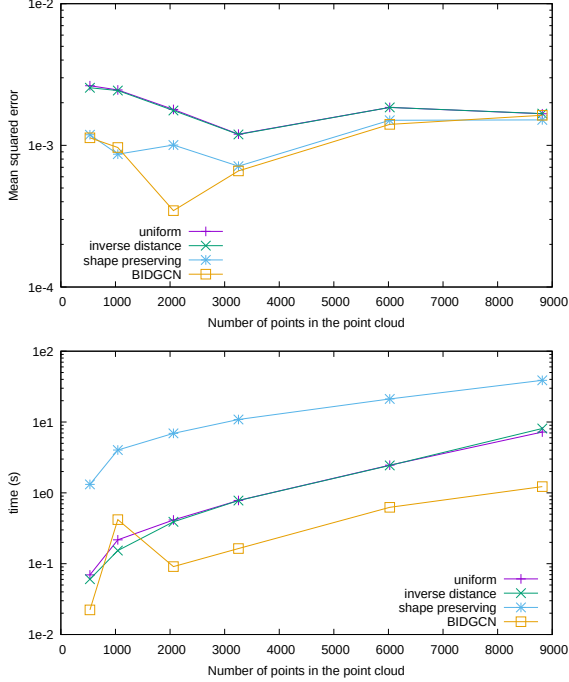 1e-2
1e-3
1e-4
Mean squared error
uniform
inverse distance
shape preserving
BIDGCN
0 1000 2000 3000 4000 5000 6000 7000 8000 9000
Number of points in the point cloud
1e2
1e1
1e0
1e-1
1e-2
time (s)
uniform
inverse distance
shape preserving
BIDGCN
0 1000 2000 3000 4000 5000 6000 7000 8000 9000
Number of points in the point cloud